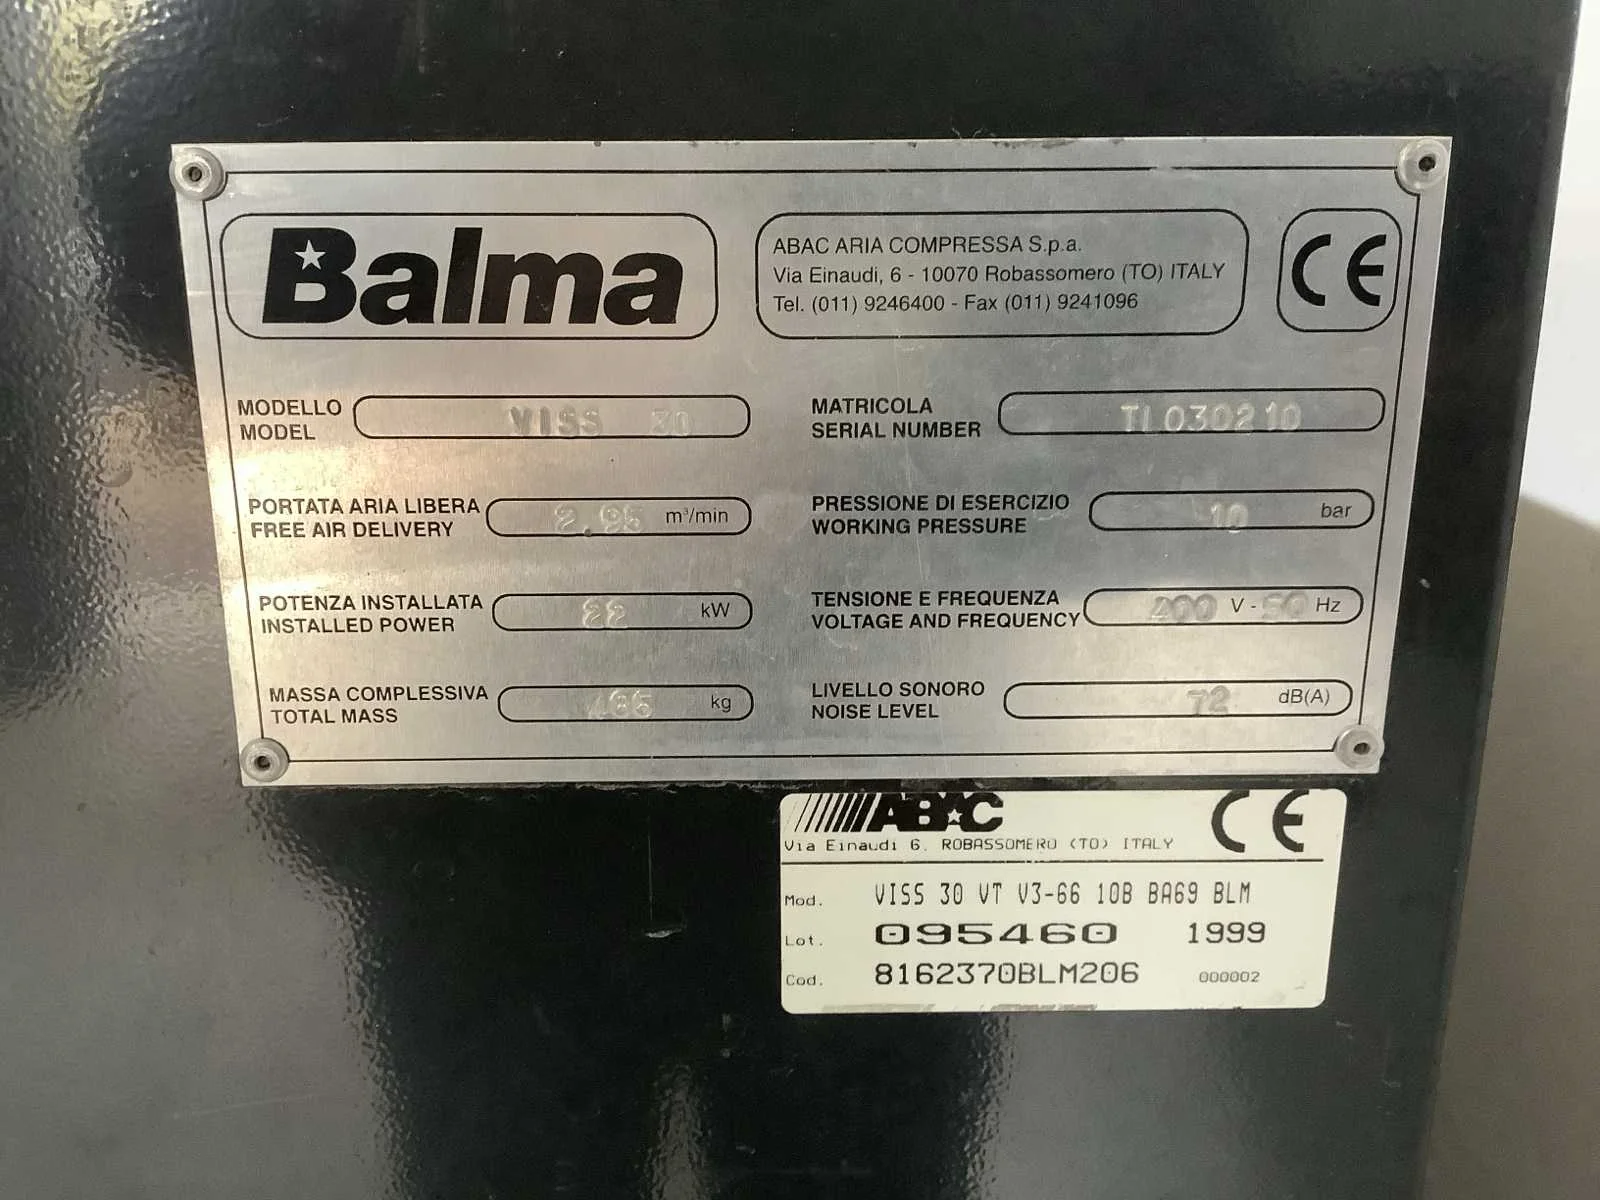 Balma
ABAC ARIA COMPRESSA S.p.a.
Via Einaudi, 6 - 10070 Robassomero (TO) ITALY
Tel. (011) 9246400 - Fax (011) 9241096
CE
MODELLO
MODEL
VISS 30
MATRICOLA
SERIAL NUMBER
TI030210
PORTATA ARIA LIBERA
FREE AIR DELIVERY
2.95 m³/min
PRESSIONE DI ESERCIZIO
WORKING PRESSURE
10 bar
POTENZA INSTALLATA
INSTALLED POWER
22 kW
TENSIONE E FREQUENZA
VOLTAGE AND FREQUENCY
400 V - 50 Hz
MASSA COMPLESSIVA
TOTAL MASS
kg
LIVELLO SONORO
NOISE LEVEL
72 dB(A)
ABAC
CE
Via Einaudi 6. ROBASSOMERO (TO) ITALY
Mod. VISS 30 VT V3-66 10B BA69 BLM
Lot. 095460 1999
Cod. 8162370BLM206 000002